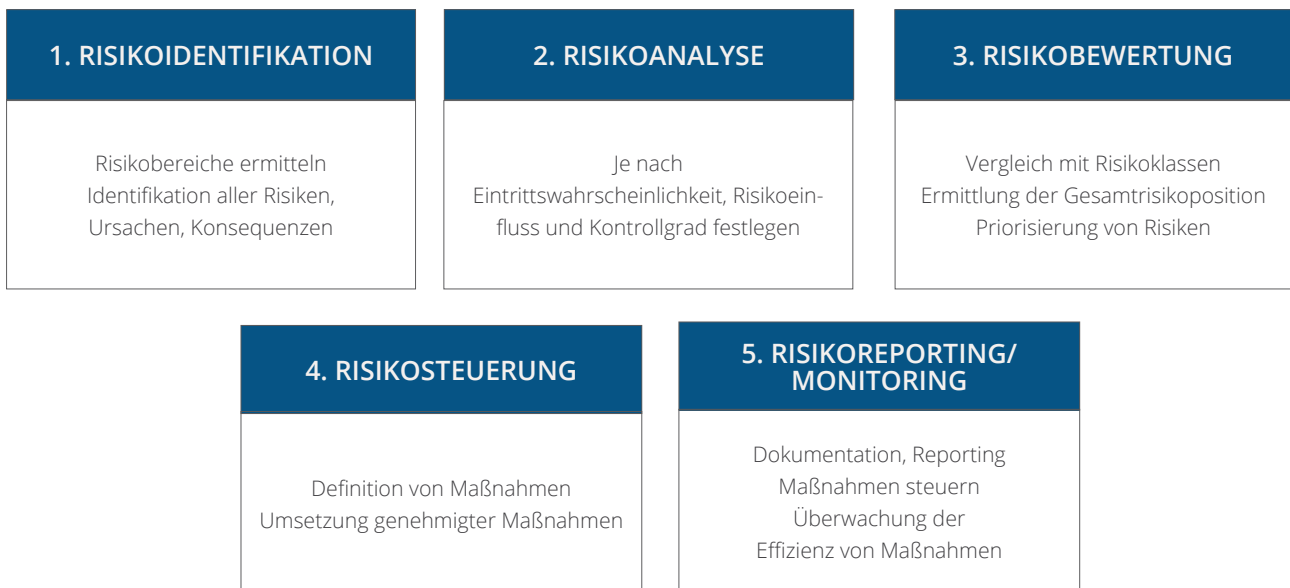 1. RISIKOIDENTIFIKATION
Risikobereiche ermitteln
Identifikation aller Risiken,
Ursachen, Konsequenzen
2. RISIKOANALYSE
Je nach
Eintrittswahrscheinlichkeit, Risikoein-
fluss und Kontrollgrad festlegen
3. RISIKOBEWERTUNG
Vergleich mit Risikoklassen
Ermittlung der Gesamtrisikoposition
Priorisierung von Risiken
4. RISIKOSTEUERUNG
Definition von Maßnahmen
Umsetzung genehmigter Maßnahmen
5. RISIKOREPORTING/
MONITORING
Dokumentation, Reporting
Maßnahmen steuern
Überwachung der
Effizienz von Maßnahmen